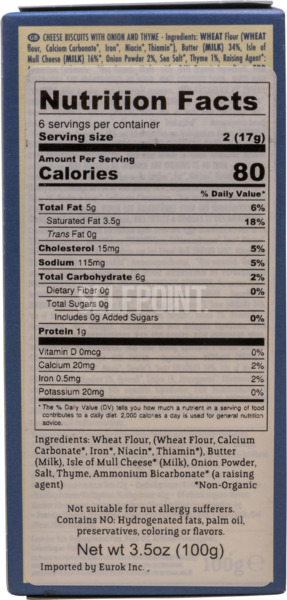 GB CHEESE BISCUITS WITH ONION AND THYME - Ingredients: WHEAT Flour (WHEAT
flour, Calcium Carbonate*, Iron*, Niacin*, Thiamin*), Butter (MILK) 34%, Isle of
Mull Cheese (MILK) 16%*, Onion Powder 2%, Sea Salt*, Thyme 1%, Raising Agent*:
Nutrition Facts
6 servings per container
Serving size 2 (17g)
Amount Per Serving
Calories 80
% Daily Value*
Total Fat 5g 6%
Saturated Fat 3.5g 18%
Trans Fat 0g
Cholesterol 15mg 5%
Sodium 115mg 5%
Total Carbohydrate 6g 2%
Dietary Fiber 0g 0%
Total Sugars 0g
Includes 0g Added Sugars 0%
Protein 1g
Vitamin D 0mcg 0%
Calcium 20mg 2%
Iron 0.5mg 2%
Potassium 20mg 0%
* The % Daily Value (DV) tells you how much a nutrient in a serving of food
contributes to a daily diet. 2,000 calories a day is used for general nutrition
advice.
Ingredients: Wheat Flour, (Wheat Flour, Calcium
Carbonate*, Iron*, Niacin*, Thiamin*), Butter
(Milk), Isle of Mull Cheese* (Milk), Onion Powder,
Salt, Thyme, Ammonium Bicarbonate* (a raising
agent) *Non-Organic
Not suitable for nut allergy sufferers.
Contains NO: Hydrogenated fats, palm oil,
preservatives, coloring or flavors.
Net wt 3.5oz (100g)
Imported by Eurok Inc.
100g e